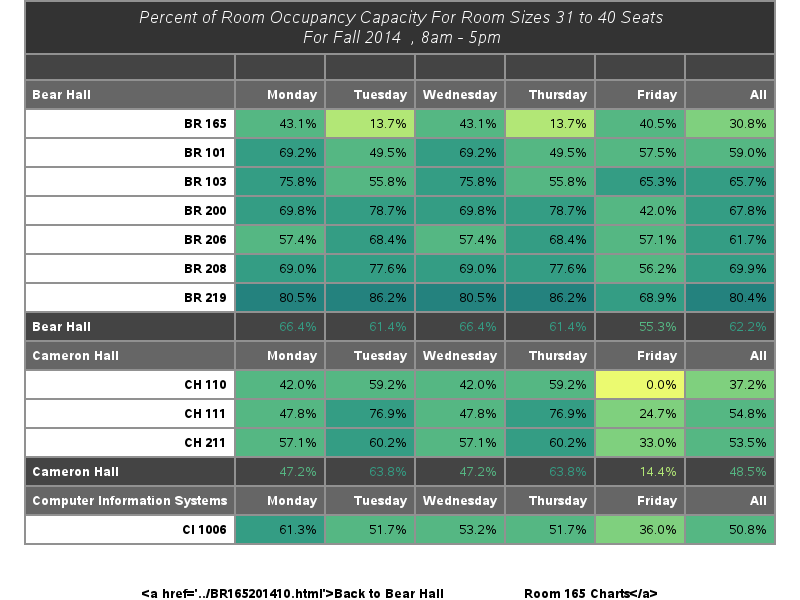 Percent of Room Occupancy Capacity For Room Sizes 31 to 40 Seats
For Fall 2014 , 8am - 5pm
Bear Hall Monday Tuesday Wednesday Thursday Friday All
BR 165 43.1% 13.7% 43.1% 13.7% 40.5% 30.8%
BR 101 69.2% 49.5% 69.2% 49.5% 57.5% 59.0%
BR 103 75.8% 55.8% 75.8% 55.8% 65.3% 65.7%
BR 200 69.8% 78.7% 69.8% 78.7% 42.0% 67.8%
BR 206 57.4% 68.4% 57.4% 68.4% 57.1% 61.7%
BR 208 69.0% 77.6% 69.0% 77.6% 56.2% 69.9%
BR 219 80.5% 86.2% 80.5% 86.2% 68.9% 80.4%
Bear Hall 66.4% 61.4% 66.4% 61.4% 55.3% 62.2%
Cameron Hall Monday Tuesday Wednesday Thursday Friday All
CH 110 42.0% 59.2% 42.0% 59.2% 0.0% 37.2%
CH 111 47.8% 76.9% 47.8% 76.9% 24.7% 54.8%
CH 211 57.1% 60.2% 57.1% 60.2% 33.0% 53.5%
Cameron Hall 47.2% 63.8% 47.2% 63.8% 14.4% 48.5%
Computer Information Systems Monday Tuesday Wednesday Thursday Friday All
CI 1006 61.3% 51.7% 53.2% 51.7% 36.0% 50.8%
<a href='../BR165201410.html'>Back to Bear Hall Room 165 Charts</a>